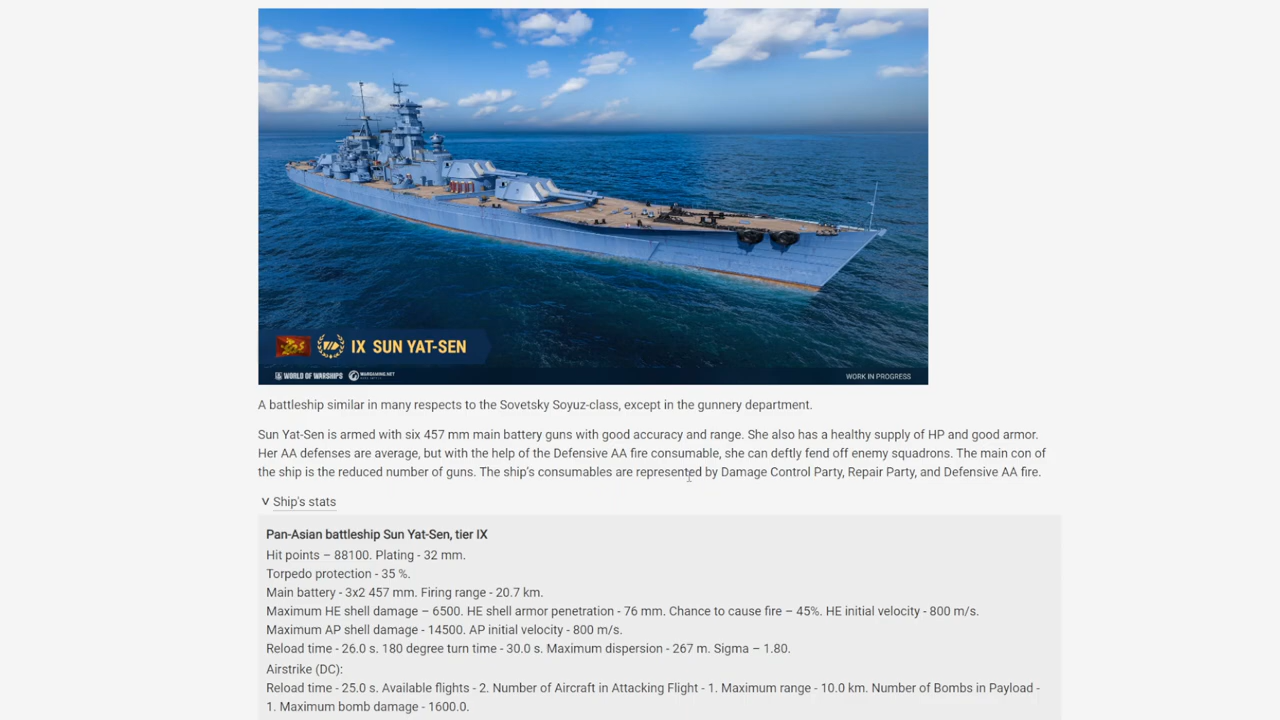 IX SUN YAT-SEN
WORLD OF WARSHIPS WARGAMING.NET WORK IN PROGRESS
A battleship similar in many respects to the Sovetsky Soyuz-class, except in the gunnery department.
Sun Yat-Sen is armed with six 457 mm main battery guns with good accuracy and range. She also has a healthy supply of HP and good armor.
Her AA defenses are average, but with the help of the Defensive AA fire consumable, she can deftly fend off enemy squadrons. The main con of
the ship is the reduced number of guns. The ship's consumables are represented by Damage Control Party, Repair Party, and Defensive AA fire.
Ship's stats
Pan-Asian battleship Sun Yat-Sen, tier IX
Hit points – 88100. Plating - 32 mm.
Torpedo protection - 35 %.
Main battery - 3x2 457 mm. Firing range - 20.7 km.
Maximum HE shell damage – 6500. HE shell armor penetration - 76 mm. Chance to cause fire – 45%. HE initial velocity - 800 m/s.
Maximum AP shell damage - 14500. AP initial velocity - 800 m/s.
Reload time - 26.0 s. 180 degree turn time - 30.0 s. Maximum dispersion - 267 m. Sigma – 1.80.
Airstrike (DC):
Reload time - 25.0 s. Available flights - 2. Number of Aircraft in Attacking Flight - 1. Maximum range - 10.0 km. Number of Bombs in Payload -
1. Maximum bomb damage - 1600.0.